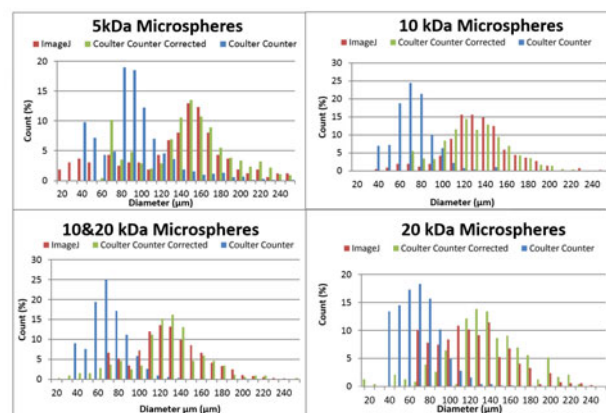 5kDa Microspheres
ImageJ Coulter Counter Corrected Coulter Counter
Count (%)
20
15
10
5
0
20 40 60 80 100 120 140 160 180 200 220 240
Diameter (µm)
10 kDa Microspheres
ImageJ Coulter Counter Corrected Coulter Counter
Count (%)
30
25
20
15
10
5
0
20 40 60 80 100 120 140 160 180 200 220 240
Diameter (µm)
10&20 kDa Microspheres
ImageJ Coulter Counter Corrected Coulter Counter
Count (%)
30
25
20
15
10
5
0
20 40 60 80 100 120 140 160 180 200 220 240
Diameter µm (µm)
20 kDa Microspheres
ImageJ Coulter Counter Corrected Coulter Counter
Count (%)
20
15
10
5
0
20 40 60 80 100 120 140 160 180 200 220 240
Diameter (µm)